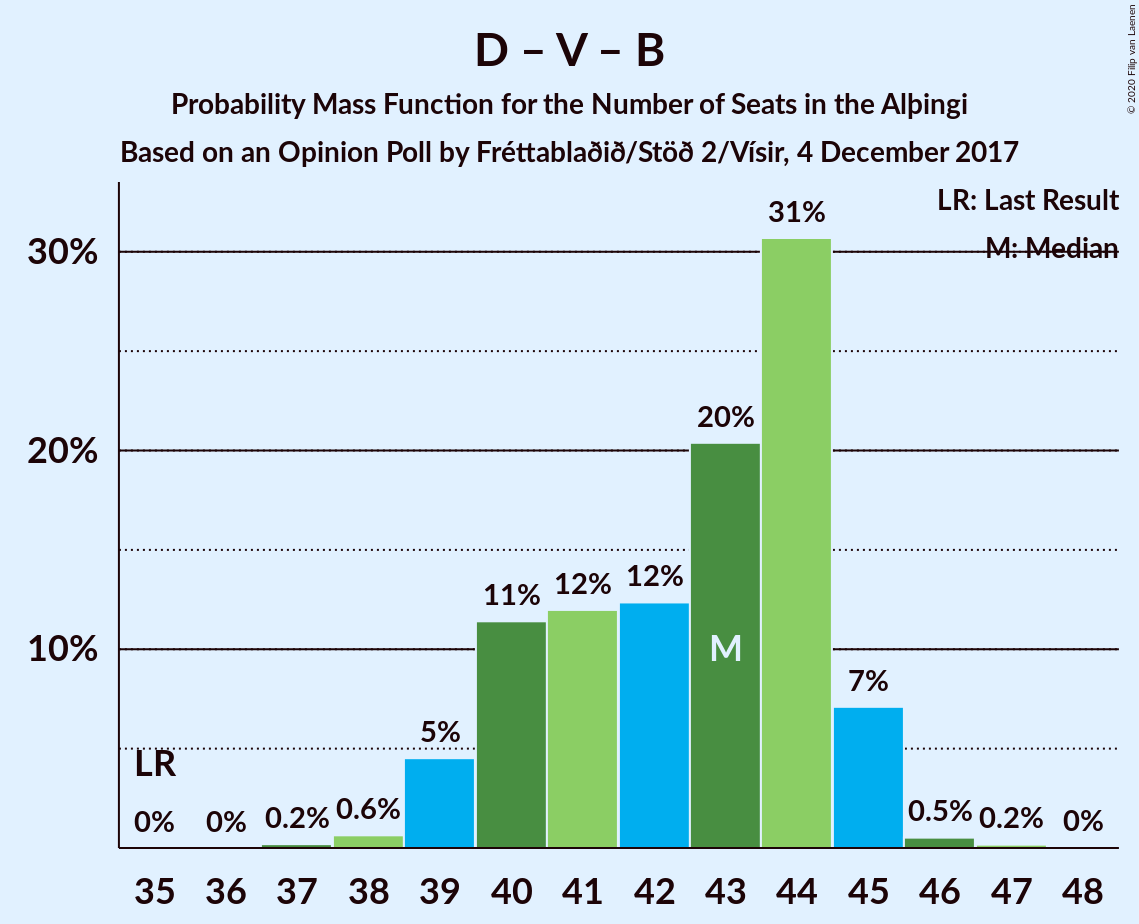 D – V – B
Probability Mass Function for the Number of Seats in the Alþingi
Based on an Opinion Poll by Fréttablaðið/Stöð 2/Vísir, 4 December 2017
© 2020 Filip van Laenen
LR: Last Result
M: Median
30%
20%
10%
LR
0%
0%
0.2%
0.6%
5%
11%
12%
12%
20%
M
31%
7%
0.5%
0.2%
0%
35 36 37 38 39 40 41 42 43 44 45 46 47 48